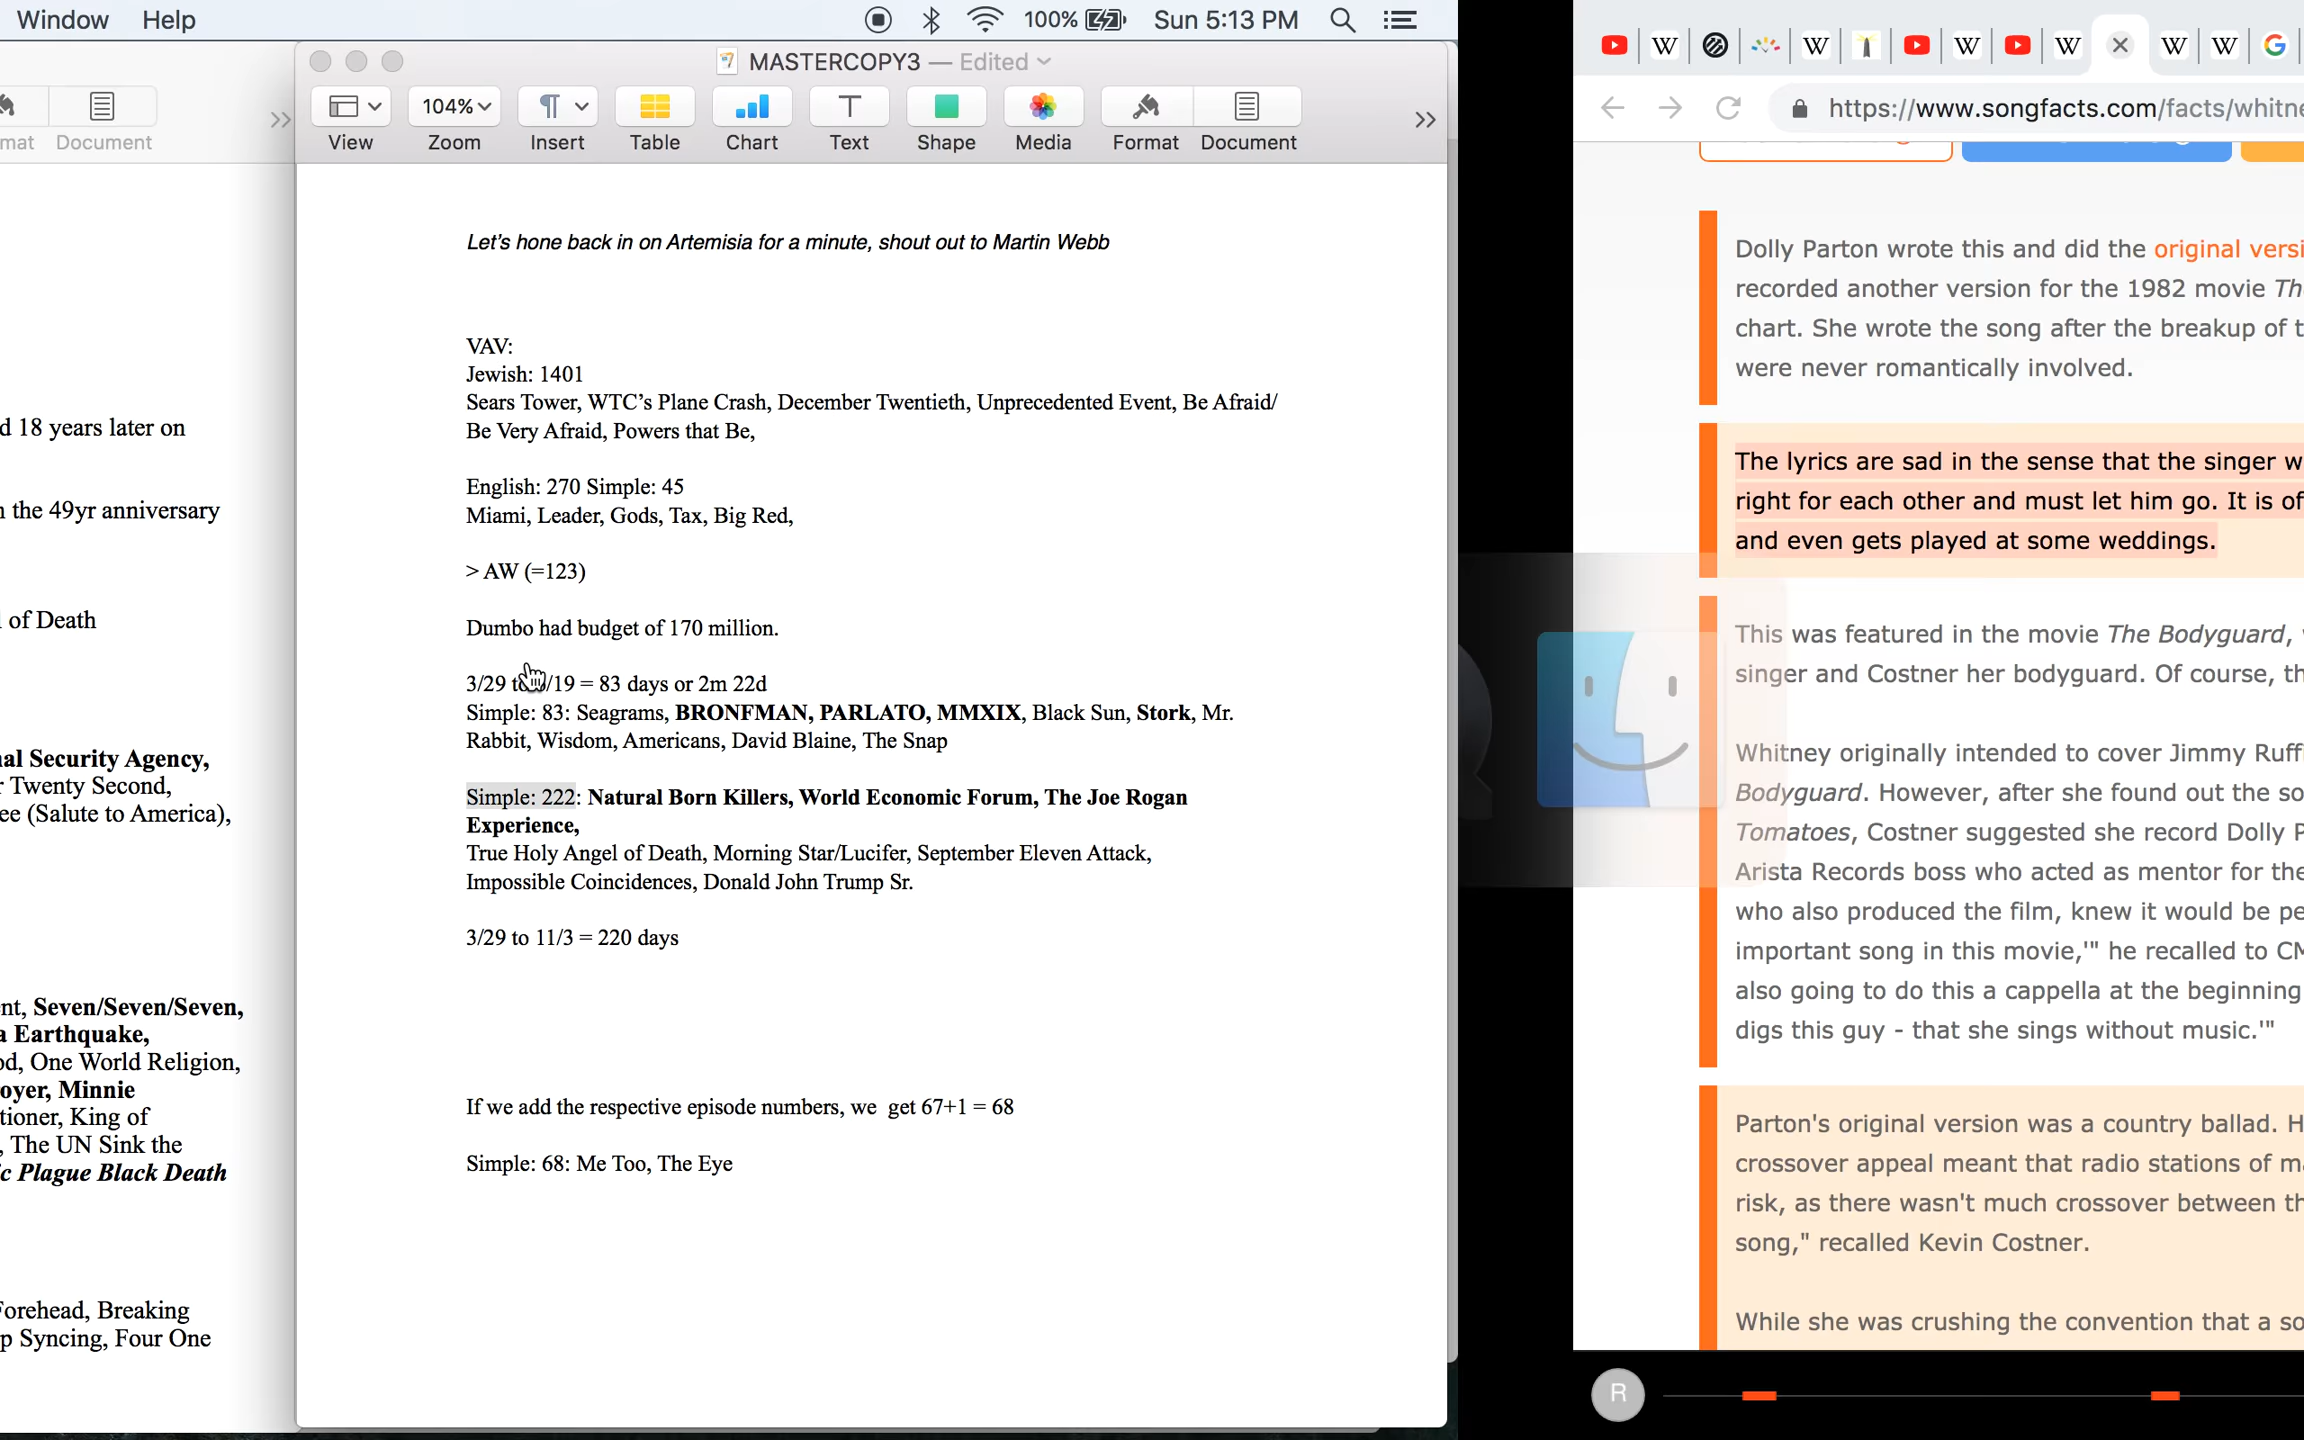 Window Help
100% Sun 5:13 PM
MASTERCOPY3 — Edited
104%
mat Document
View Zoom Insert Table Chart Text Shape Media Format Document
d 18 years later on
the 49yr anniversary
of Death
al Security Agency,
Twenty Second,
ee (Salute to America),
nt, Seven/Seven/Seven,
a Earthquake,
od, One World Religion,
oyer, Minnie
tioner, King of
, The UN Sink the
c Plague Black Death
Forehead, Breaking
p Syncing, Four One
Let's hone back in on Artemisia for a minute, shout out to Martin Webb
VAV:
Jewish: 1401
Sears Tower, WTC's Plane Crash, December Twentieth, Unprecedented Event, Be Afraid/
Be Very Afraid, Powers that Be,
English: 270 Simple: 45
Miami, Leader, Gods, Tax, Big Red,
> AW (=123)
Dumbo had budget of 170 million.
3/29 to /19 = 83 days or 2m 22d
Simple: 83: Seagrams, BRONFMAN, PARLATO, MMXIX, Black Sun, Stork, Mr.
Rabbit, Wisdom, Americans, David Blaine, The Snap
Simple: 222: Natural Born Killers, World Economic Forum, The Joe Rogan
Experience,
True Holy Angel of Death, Morning Star/Lucifer, September Eleven Attack,
Impossible Coincidences, Donald John Trump Sr.
3/29 to 11/3 = 220 days
If we add the respective episode numbers, we  get 67+1 = 68
Simple: 68: Me Too, The Eye
https://www.songfacts.com/facts/whitne
Dolly Parton wrote this and did the original versi
recorded another version for the 1982 movie The
chart. She wrote the song after the breakup of t
were never romantically involved.
The lyrics are sad in the sense that the singer w
right for each other and must let him go. It is of
and even gets played at some weddings.
This was featured in the movie The Bodyguard,
singer and Costner her bodyguard. Of course, th
Whitney originally intended to cover Jimmy Ruffi
Bodyguard. However, after she found out the so
Tomatoes, Costner suggested she record Dolly P
Arista Records boss who acted as mentor for the
who also produced the film, knew it would be pe
important song in this movie,'" he recalled to CM
also going to do this a cappella at the beginning
digs this guy - that she sings without music.'"
Parton's original version was a country ballad. H
crossover appeal meant that radio stations of ma
risk, as there wasn't much crossover between th
song," recalled Kevin Costner.
While she was crushing the convention that a so
R